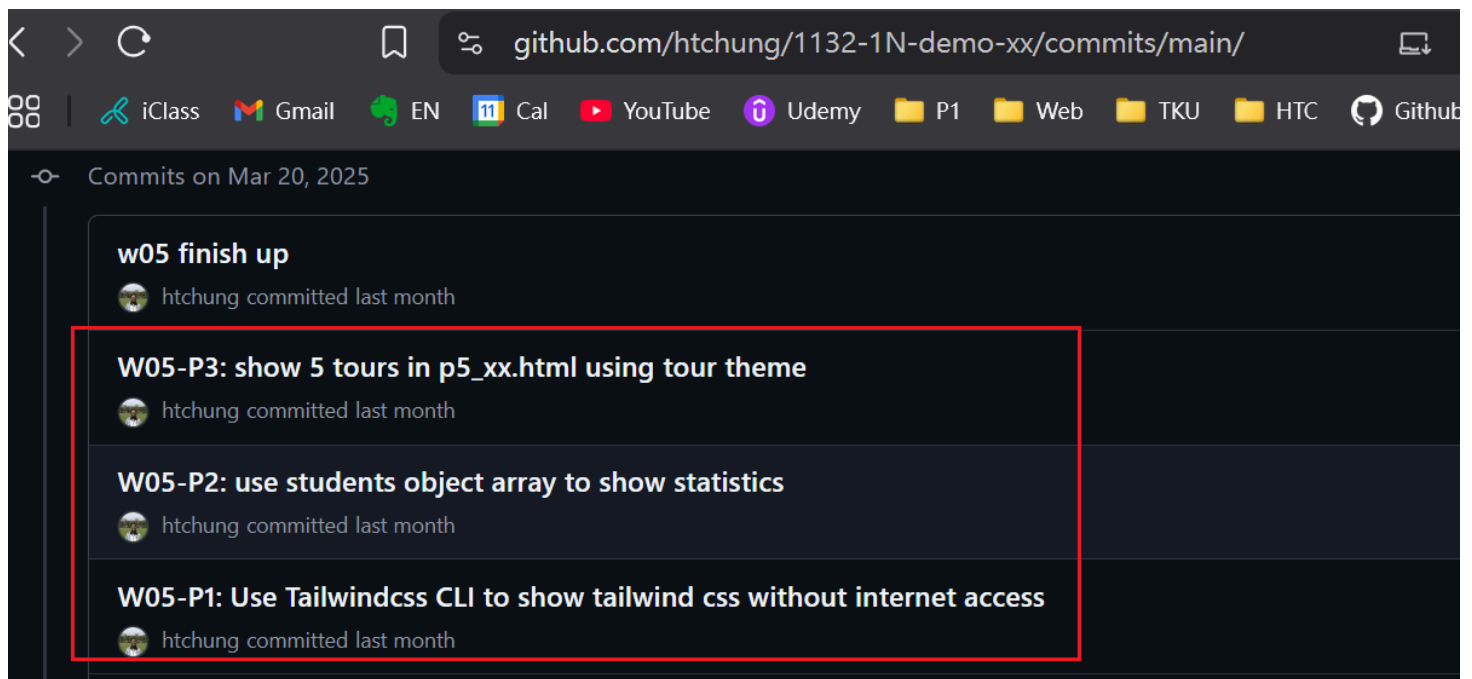 github.com/htchung/1132-1N-demo-xx/commits/main/
iClass Gmail EN 11 Cal YouTube Udemy P1 Web TKU HTC Github
Commits on Mar 20, 2025
w05 finish up
htchung committed last month
W05-P3: show 5 tours in p5_xx.html using tour theme
htchung committed last month
W05-P2: use students object array to show statistics
htchung committed last month
W05-P1: Use Tailwindcss CLI to show tailwind css without internet access
htchung committed last month